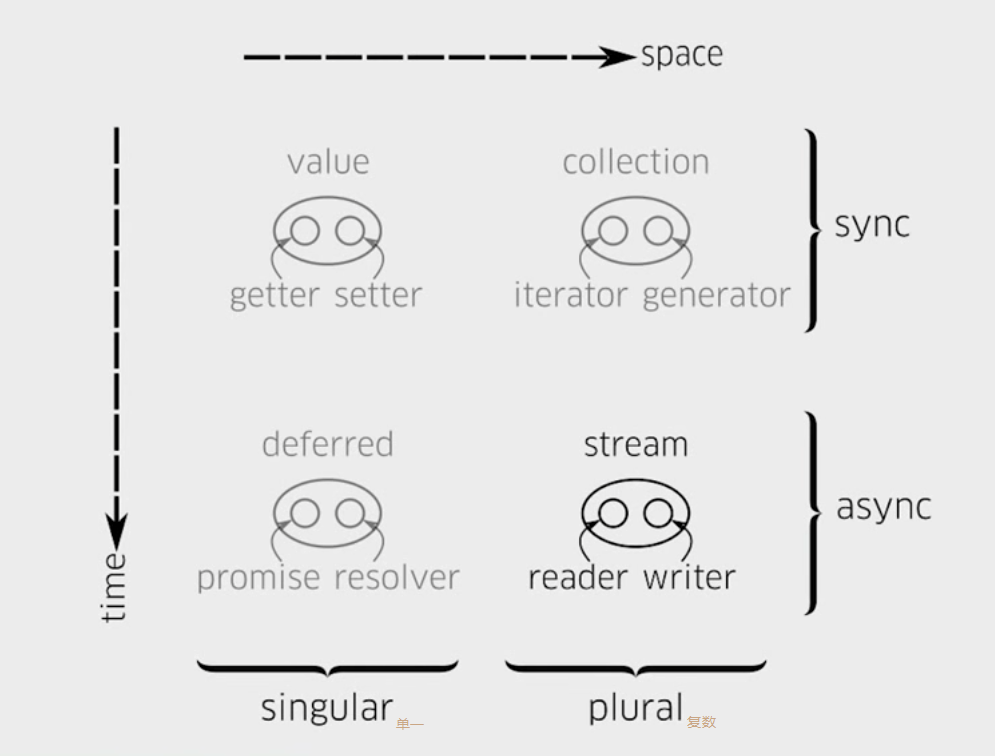 space
value
collection
sync
getter setter
iterator generator
deferred
stream
async
promise resolver
reader writer
time
singular
单一
plural
复数